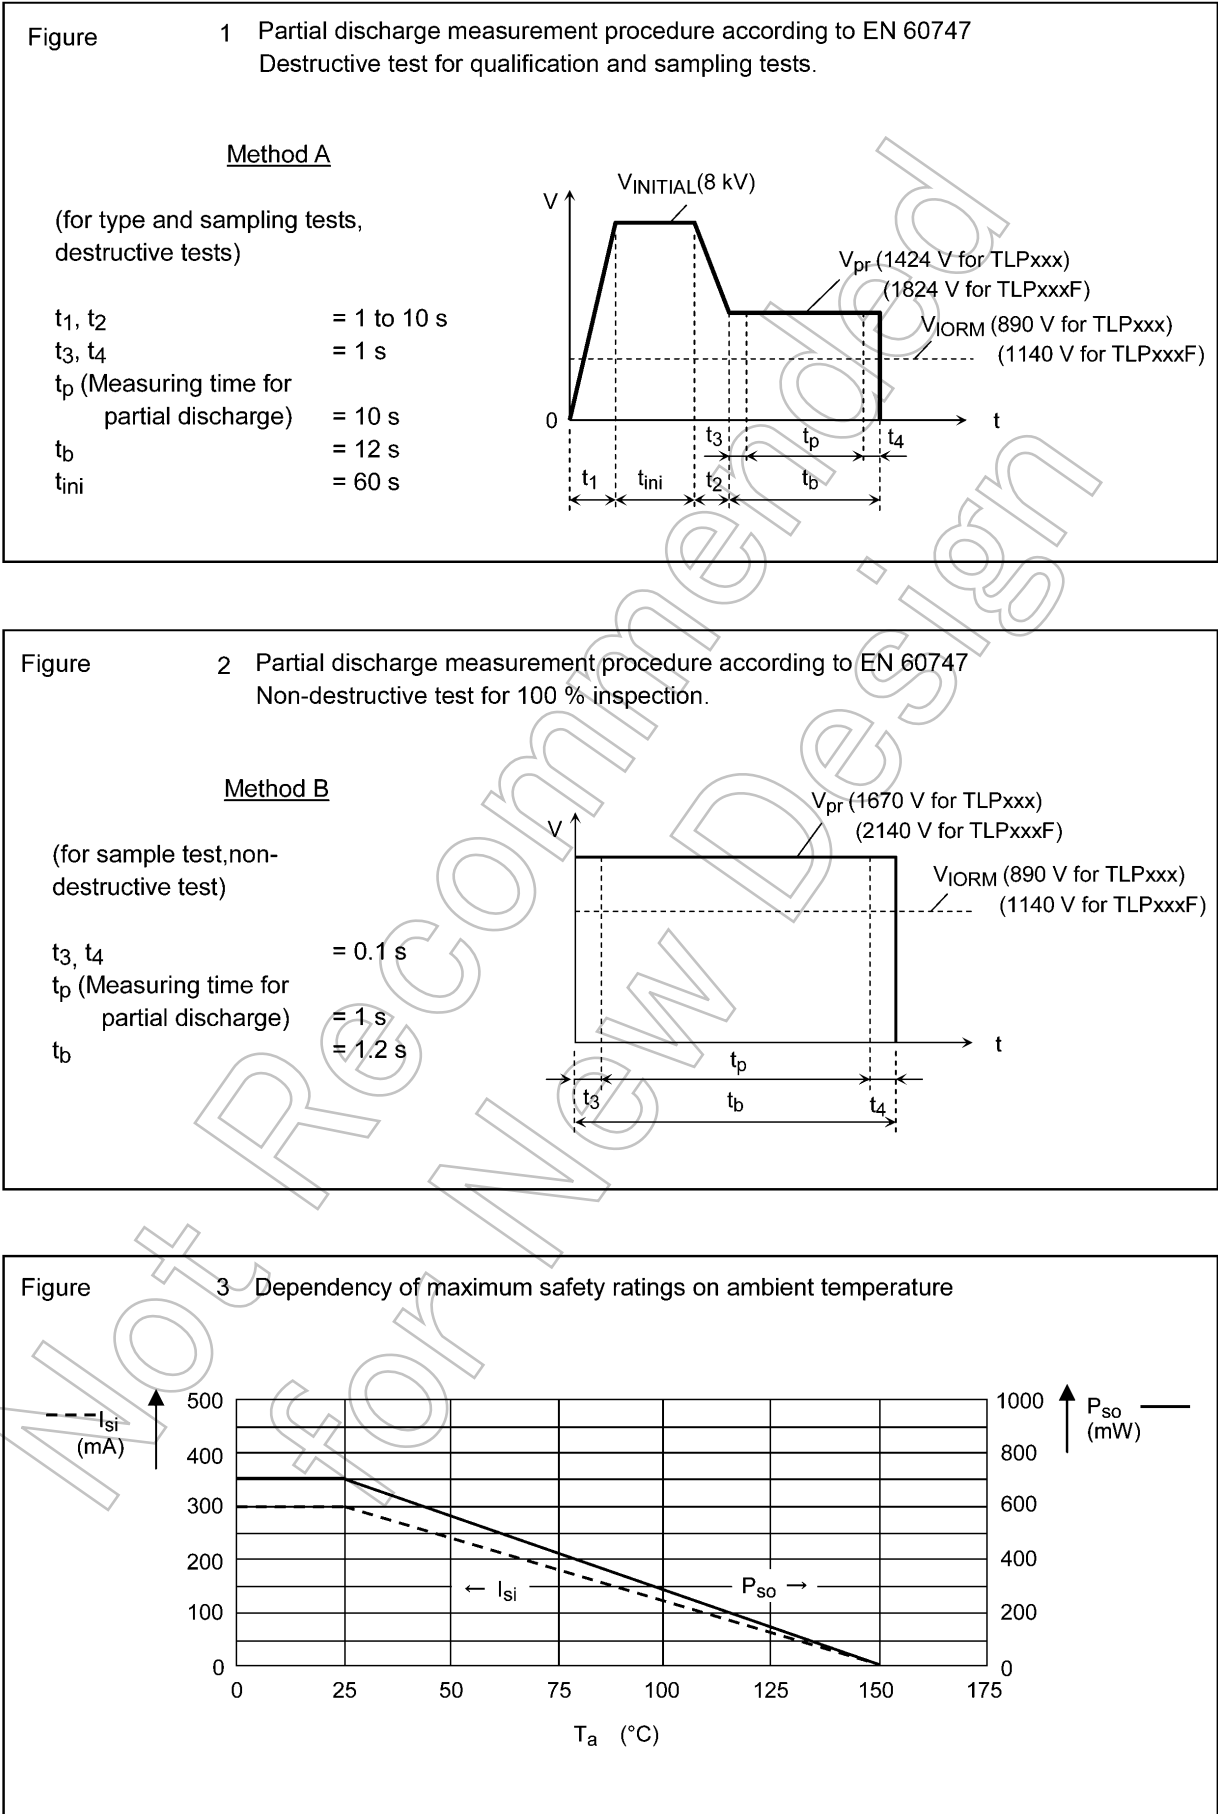 Figure 1 Partial discharge measurement procedure according to EN 60747
Destructive test for qualification and sampling tests.
Method A
(for type and sampling tests,
destructive tests)
t1, t2 = 1 to 10 s
t3, t4 = 1 s
tp (Measuring time for
partial discharge) = 10 s
tb = 12 s
tini = 60 s
V
VINITIAL(8 kV)
Vpr (1424 V for TLPxxx)
(1824 V for TLPxxxF)
VIORM (890 V for TLPxxx)
(1140 V for TLPxxxF)
0
t
t3 tp t4
t1 tini t2 tb
Figure 2 Partial discharge measurement procedure according to EN 60747
Non-destructive test for 100 % inspection.
Method B
(for sample test,non-
destructive test)
t3, t4 = 0.1 s
tp (Measuring time for
partial discharge) = 1 s
tb = 1.2 s
V
Vpr (1670 V for TLPxxx)
(2140 V for TLPxxxF)
VIORM (890 V for TLPxxx)
(1140 V for TLPxxxF)
t
tp
t3 tb t4
Figure 3 Dependency of maximum safety ratings on ambient temperature
Isi
(mA)
500
400
300
200
100
0
1000
800
600
400
200
0
Pso
(mW)
← Isi
Pso →
0 25 50 75 100 125 150 175
Ta (°C)
Not Recommended
for New Design